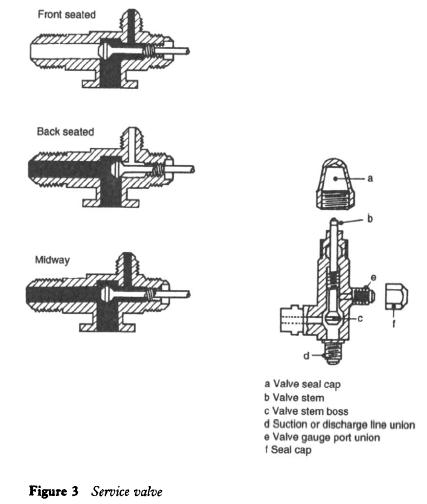 Front seated
Back seated
Midway
a
b
e
c
f
d
a Valve seal cap
b Valve stem
c Valve stem boss
d Suction or discharge line union
e Valve gauge port union
f Seal cap
Figure 3 Service valve